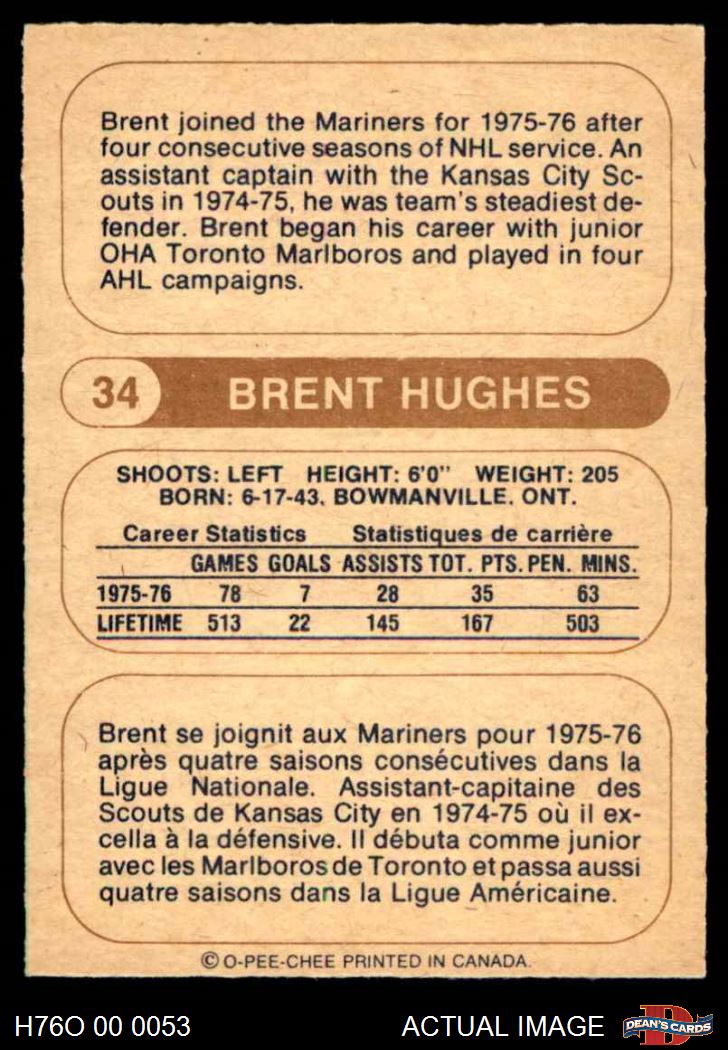 Brent joined the Mariners for 1975-76 after
four consecutive seasons of NHL service. An
assistant captain with the Kansas City Sc-
outs in 1974-75, he was team's steadiest de-
fender. Brent began his career with junior
OHA Toronto Marlboros and played in four
AHL campaigns.
34 BRENT HUGHES
SHOOTS: LEFT HEIGHT: 6'0" WEIGHT: 205
BORN: 6-17-43. BOWMANVILLE. ONT.
Career Statistics Statistiques de carrière
GAMES GOALS ASSISTS TOT. PTS. PEN. MINS.
1975-76 78 7 28 35 63
LIFETIME 513 22 145 167 503
Brent se joignit aux Mariners pour 1975-76
après quatre saisons consécutives dans la
Ligue Nationale. Assistant-capitaine des
Scouts de Kansas City en 1974-75 où il ex-
cella à la défensive. Il débuta comme junior
avec les Marlboros de Toronto et passa aussi
quatre saisons dans la Ligue Américaine.
© O-PEE-CHEE PRINTED IN CANADA.
H76O 00 0053 ACTUAL IMAGE D DEAN'S CARDS